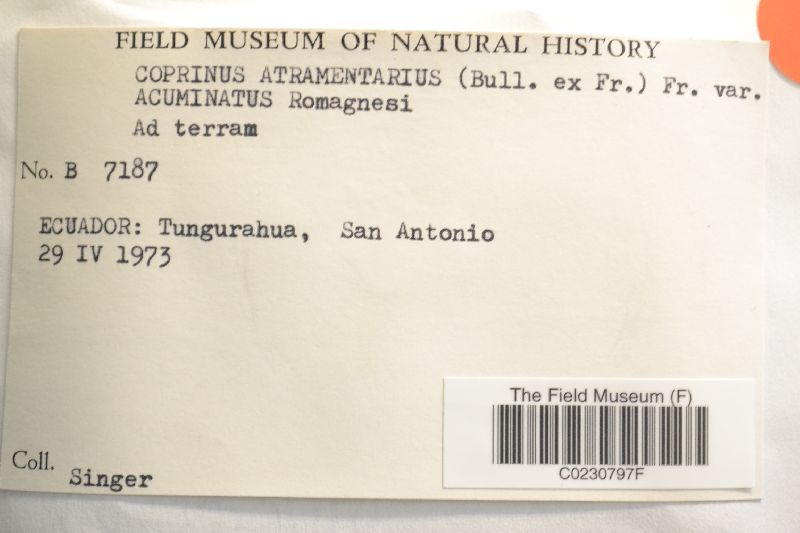 FIELD MUSEUM OF NATURAL HISTORY
COPRINUS ATRAMENTARIUS (Bull. ex Fr.) Fr. var.
ACUMINATUS Romagnesi
Ad terram
No. B 7187
ECUADOR: Tungurahua, San Antonio
29 IV 1973
The Field Museum (F)
C0230797F
Coll. Singer